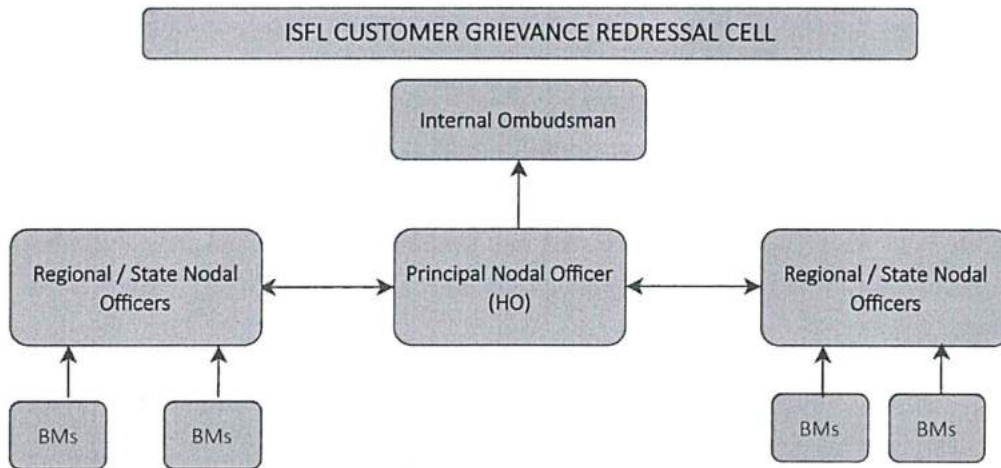 ISFL CUSTOMER GRIEVANCE REDRESSAL CELL
Internal Ombudsman
Regional / State Nodal
Officers
Principal Nodal Officer
(HO)
Regional / State Nodal
Officers
BMs
BMs
BMs
BMs